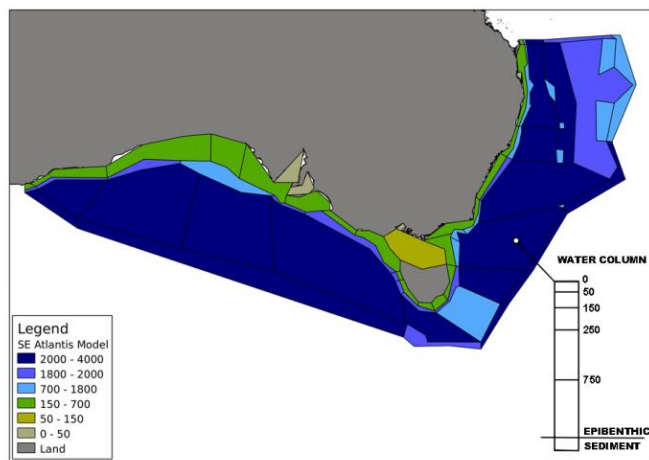 WATER COLUMN
0
50
150
250
750
EPIBENTHIC
SEDIMENT
Legend
SE Atlantis Model
2000 - 4000
1800 - 2000
700 - 1800
150 - 700
50 - 150
0 - 50
Land